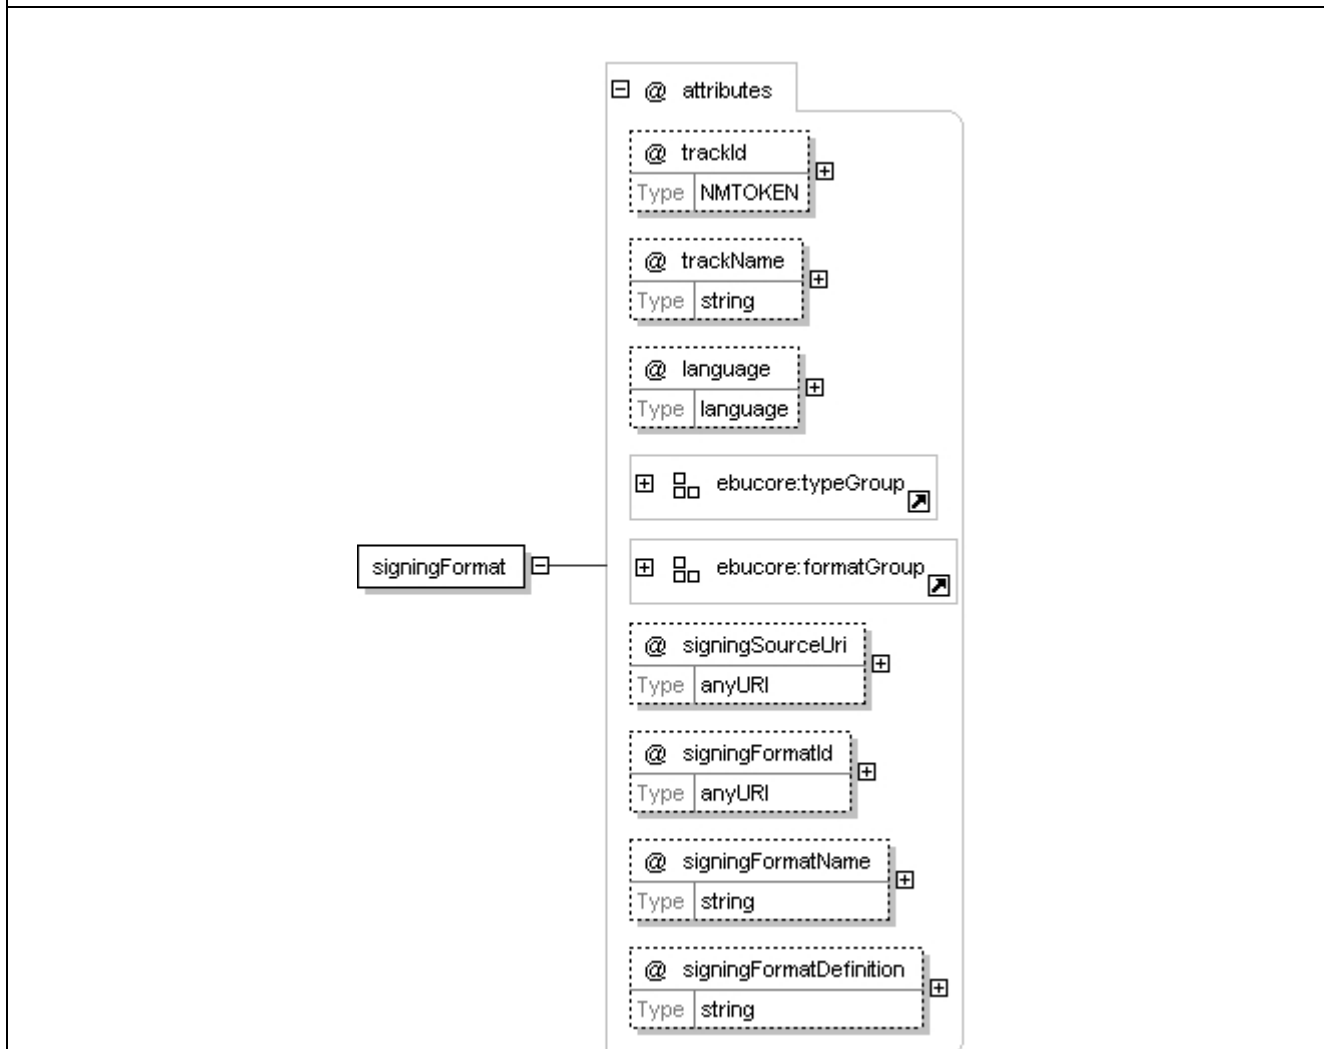 @ attributes
@ trackId
Type NMTOKEN
@ trackName
Type string
@ language
Type language
ebucore:typeGroup
signingFormat
ebucore:formatGroup
@ signingSourceUri
Type anyURI
@ signingFormatId
Type anyURI
@ signingFormatName
Type string
@ signingFormatDefinition
Type string